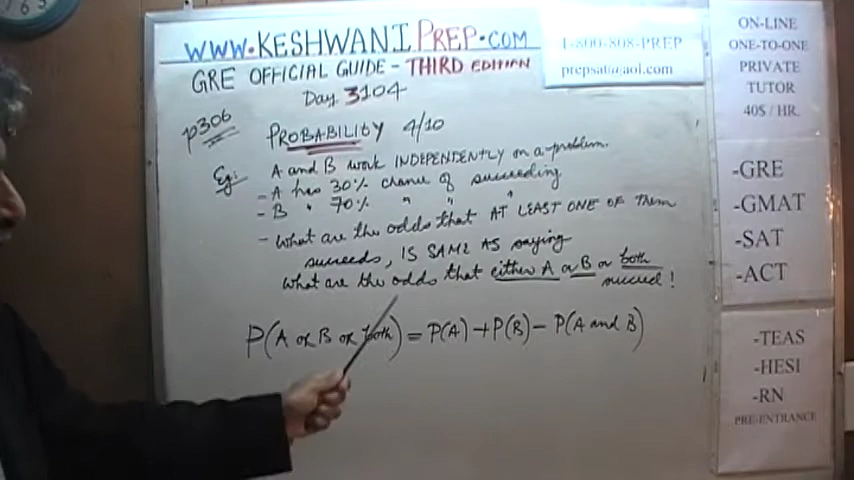 WWW.KESHWANIPREP.COM
GRE OFFICIAL GUIDE - THIRD EDITION
Day 3104
p306
PROBABILITY 4/10
Eg:
A and B work INDEPENDENTLY on a problem.
- A has 30% chance of succeeding
- B " 70% " " "
- What are the odds that AT LEAST ONE OF them
succeeds, IS SAME AS saying
what are the odds that either A or B or both
succeed!
P(A or B or both) = P(A) + P(B) - P(A and B)
1-800-808-PREP
prepsat@aol.com
ON-LINE
ONE-TO-ONE
PRIVATE
TUTOR
40$ / HR.
-GRE
-GMAT
-SAT
-ACT
-TEAS
-HESI
-RN
PRE-ENTRANCE